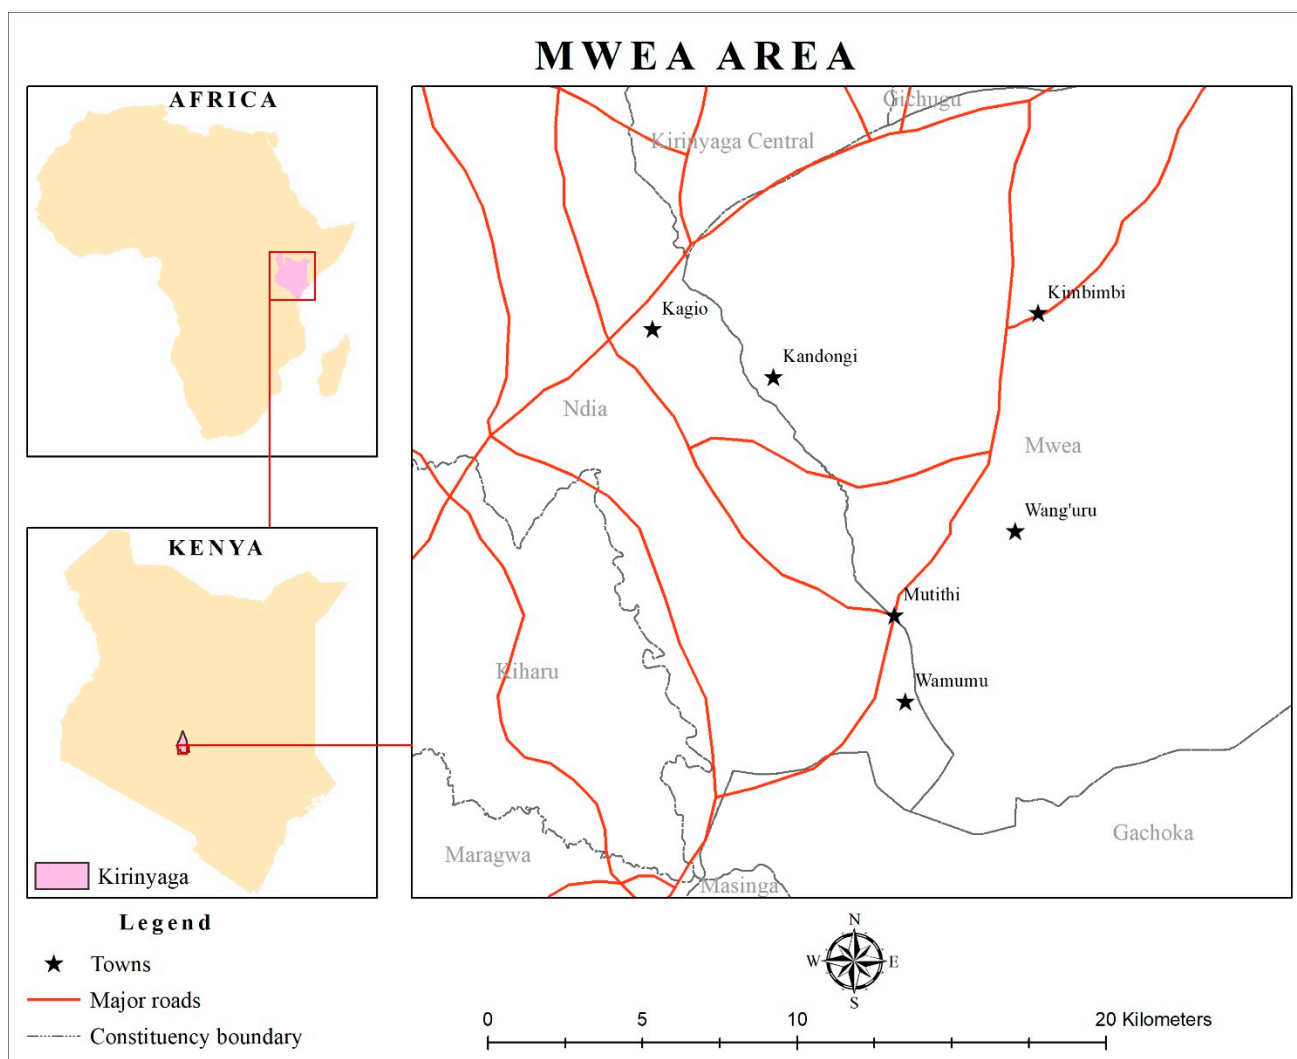 MWEA AREA
AFRICA
KENYA
Kirinyaga
Legend
Towns
Major roads
Constituency boundary
Gichugu
Kirinyaga Central
Kimbimbi
Kagio
Kandongi
Ndia
Mwea
Wang'uru
Mutithi
Kiharu
Wamumu
Gachoka
Maragwa
Masinga
N
W E
S
0 5 10 20 Kilometers